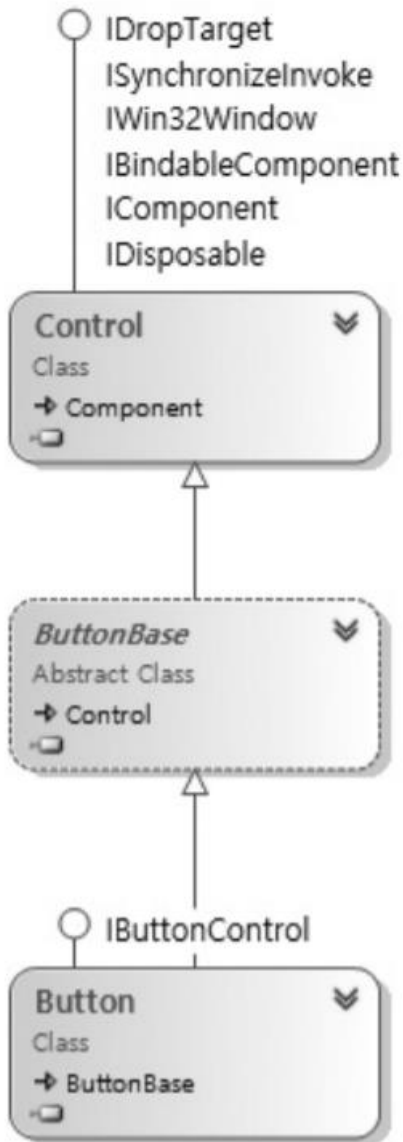 IDropTarget
ISynchronizeInvoke
IWin32Window
IBindableComponent
IComponent
IDisposable
Control
Class
Component
ButtonBase
Abstract Class
Control
IButtonControl
Button
Class
ButtonBase